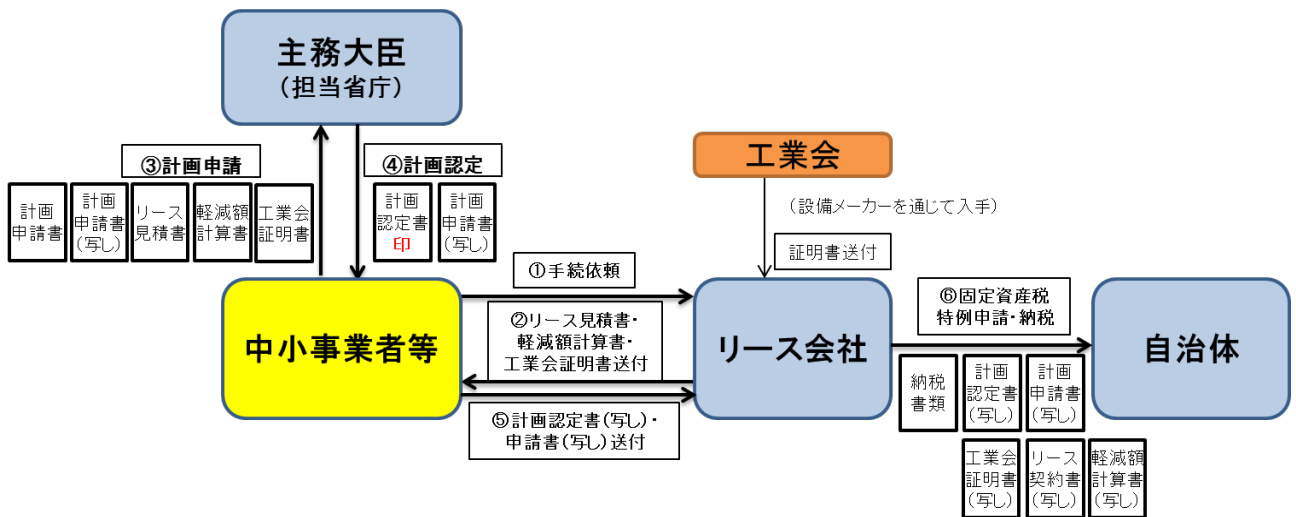 主務大臣
（担当省庁）
③計画申請
④計画認定
計画
申請書
計画
申請書
(写し)
リース
見積書
軽減額
計算書
工業会
証明書
計画
認定書
印
計画
申請書
(写し)
工業会
（設備メーカーを通じて入手）
証明書送付
①手続依頼
②リース見積書・
軽減額計算書・
工業会証明書送付
⑤計画認定書(写し)・
申請書(写し)送付
中小事業者等
リース会社
⑥固定資産税
特例申請・納税
自治体
納税
書類
計画
認定書
(写し)
計画
申請書
(写し)
工業会
証明書
(写し)
リース
契約書
(写し)
軽減額
計算書
(写し)